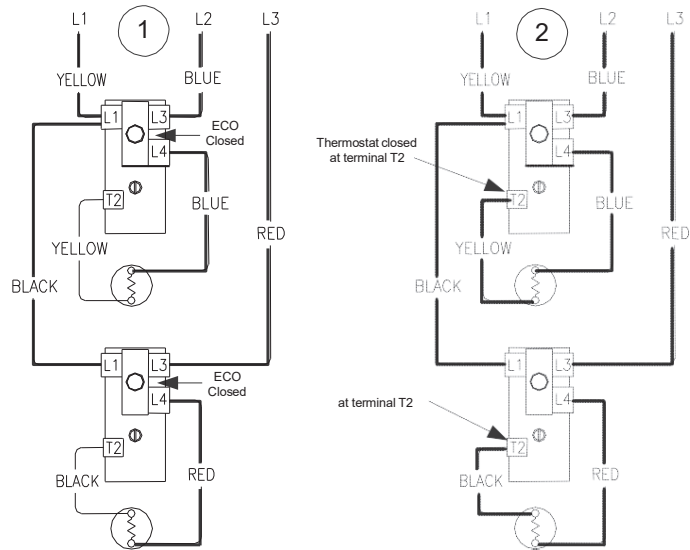 L1
1
L2
L3
YELLOW
BLUE
L1
L3
ECO
Closed
L4
T2
BLUE
YELLOW
RED
BLACK
L1
L3
ECO
Closed
L4
T2
BLACK
RED
L1
2
L2
L3
YELLOW
BLUE
L1
L3
Thermostat closed
at terminal T2
L4
T2
BLUE
YELLOW
RED
BLACK
L1
L3
at terminal T2
L4
T2
BLACK
RED